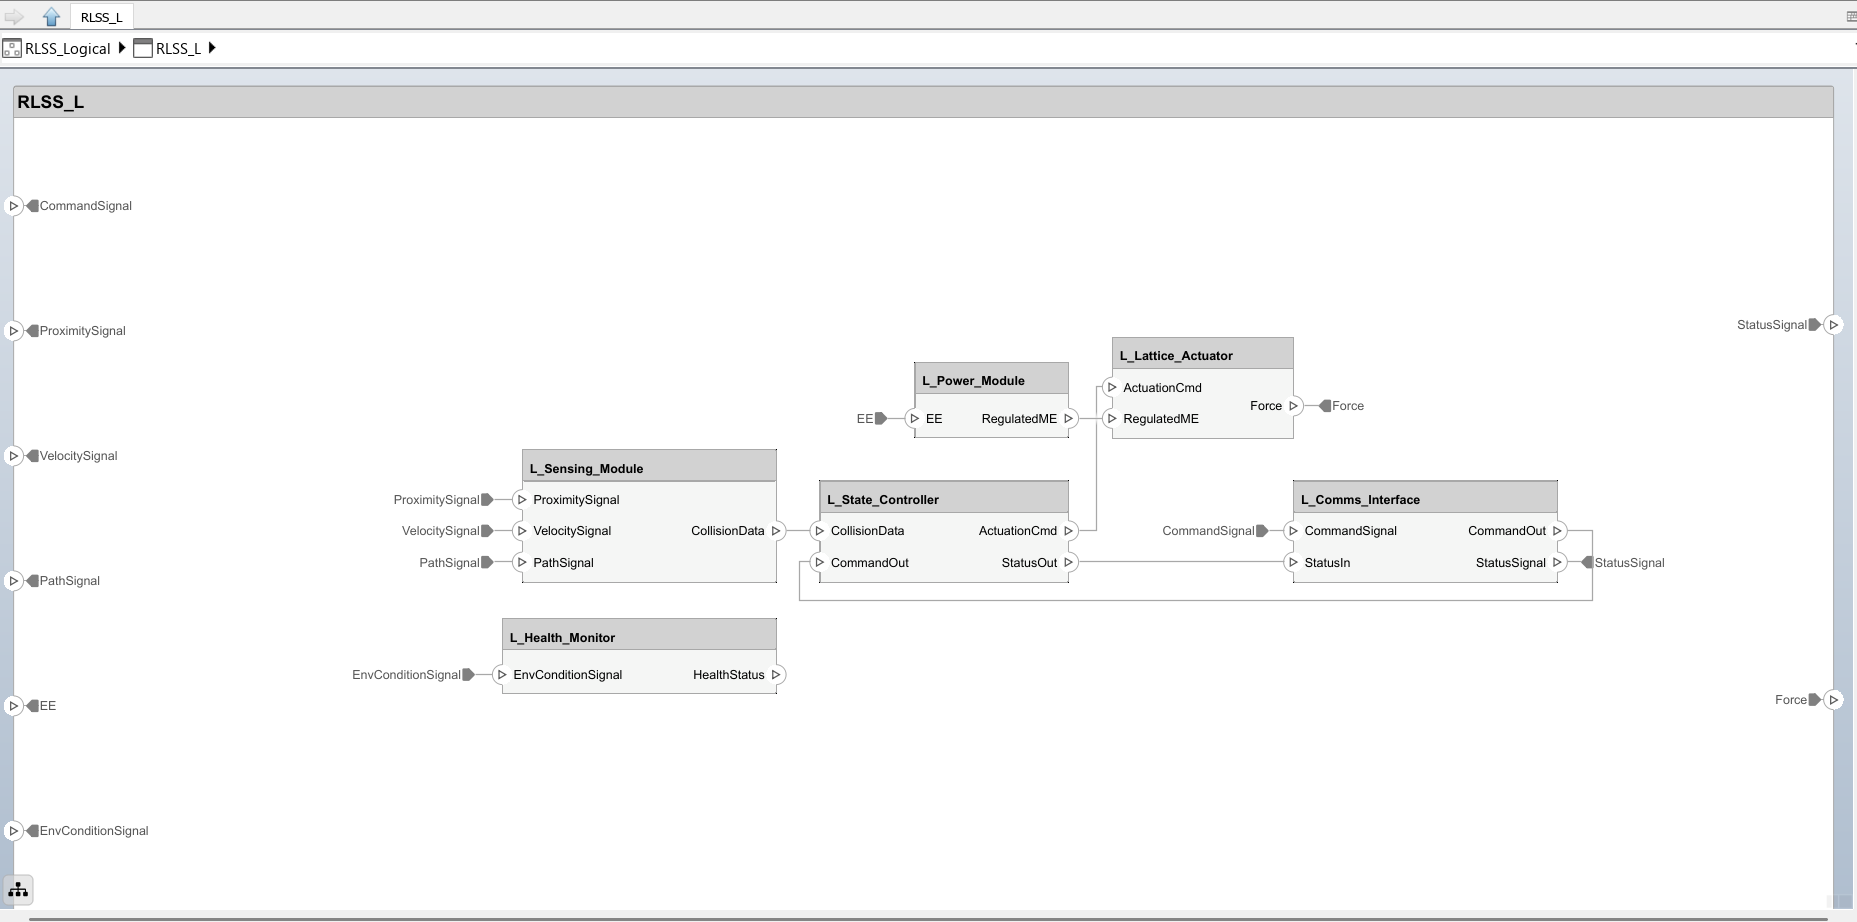 RLSS_L
RLSS_Logical
RLSS_L
RLSS_L
CommandSignal
ProximitySignal
VelocitySignal
PathSignal
EE
EnvConditionSignal
L_Sensing_Module
ProximitySignal
ProximitySignal
VelocitySignal
VelocitySignal
CollisionData
PathSignal
PathSignal
L_Health_Monitor
EnvConditionSignal
EnvConditionSignal
HealthStatus
L_Power_Module
EE
EE
RegulatedME
L_State_Controller
CollisionData
ActuationCmd
CommandOut
StatusOut
L_Lattice_Actuator
ActuationCmd
Force
Force
RegulatedME
L_Comms_Interface
CommandSignal
CommandSignal
CommandOut
StatusIn
StatusSignal
StatusSignal
StatusSignal
Force